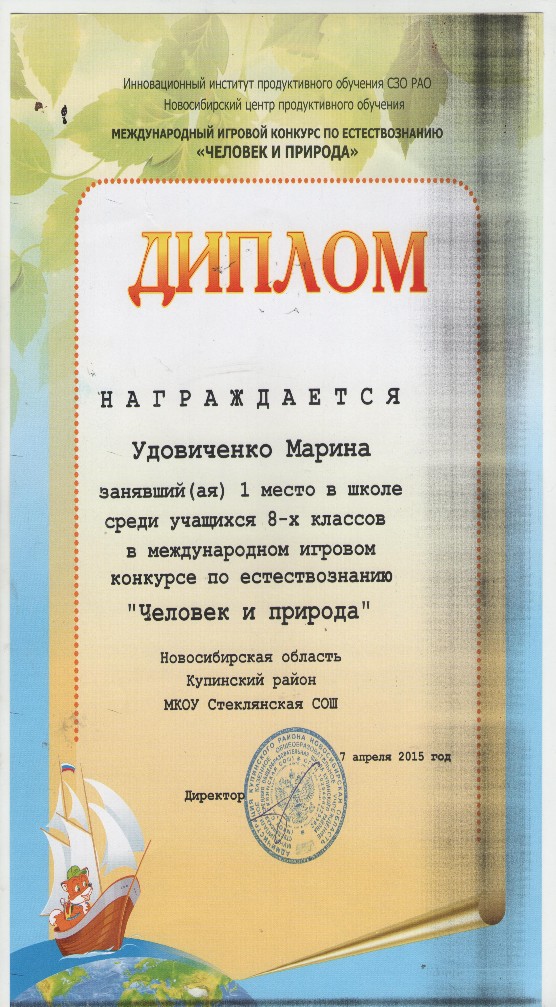 Инновационный институт продуктивного обучения СЗО РАО
Новосибирский центр продуктивного обучения
МЕЖДУНАРОДНЫЙ ИГРОВОЙ КОНКУРС ПО ЕСТЕСТВОЗНАНИЮ
«ЧЕЛОВЕК И ПРИРОДА»
ДИПЛОМ
НАГРАЖДАЕТСЯ
Удовиченко Марина
занявший(ая) 1 место в школе
среди учащихся 8-х классов
в международном игровом
конкурсе по естествознанию
"Человек и природа"
Новосибирская область
Купинский район
МКОУ Стеклянская СОШ
7 апреля 2015 год
Директор